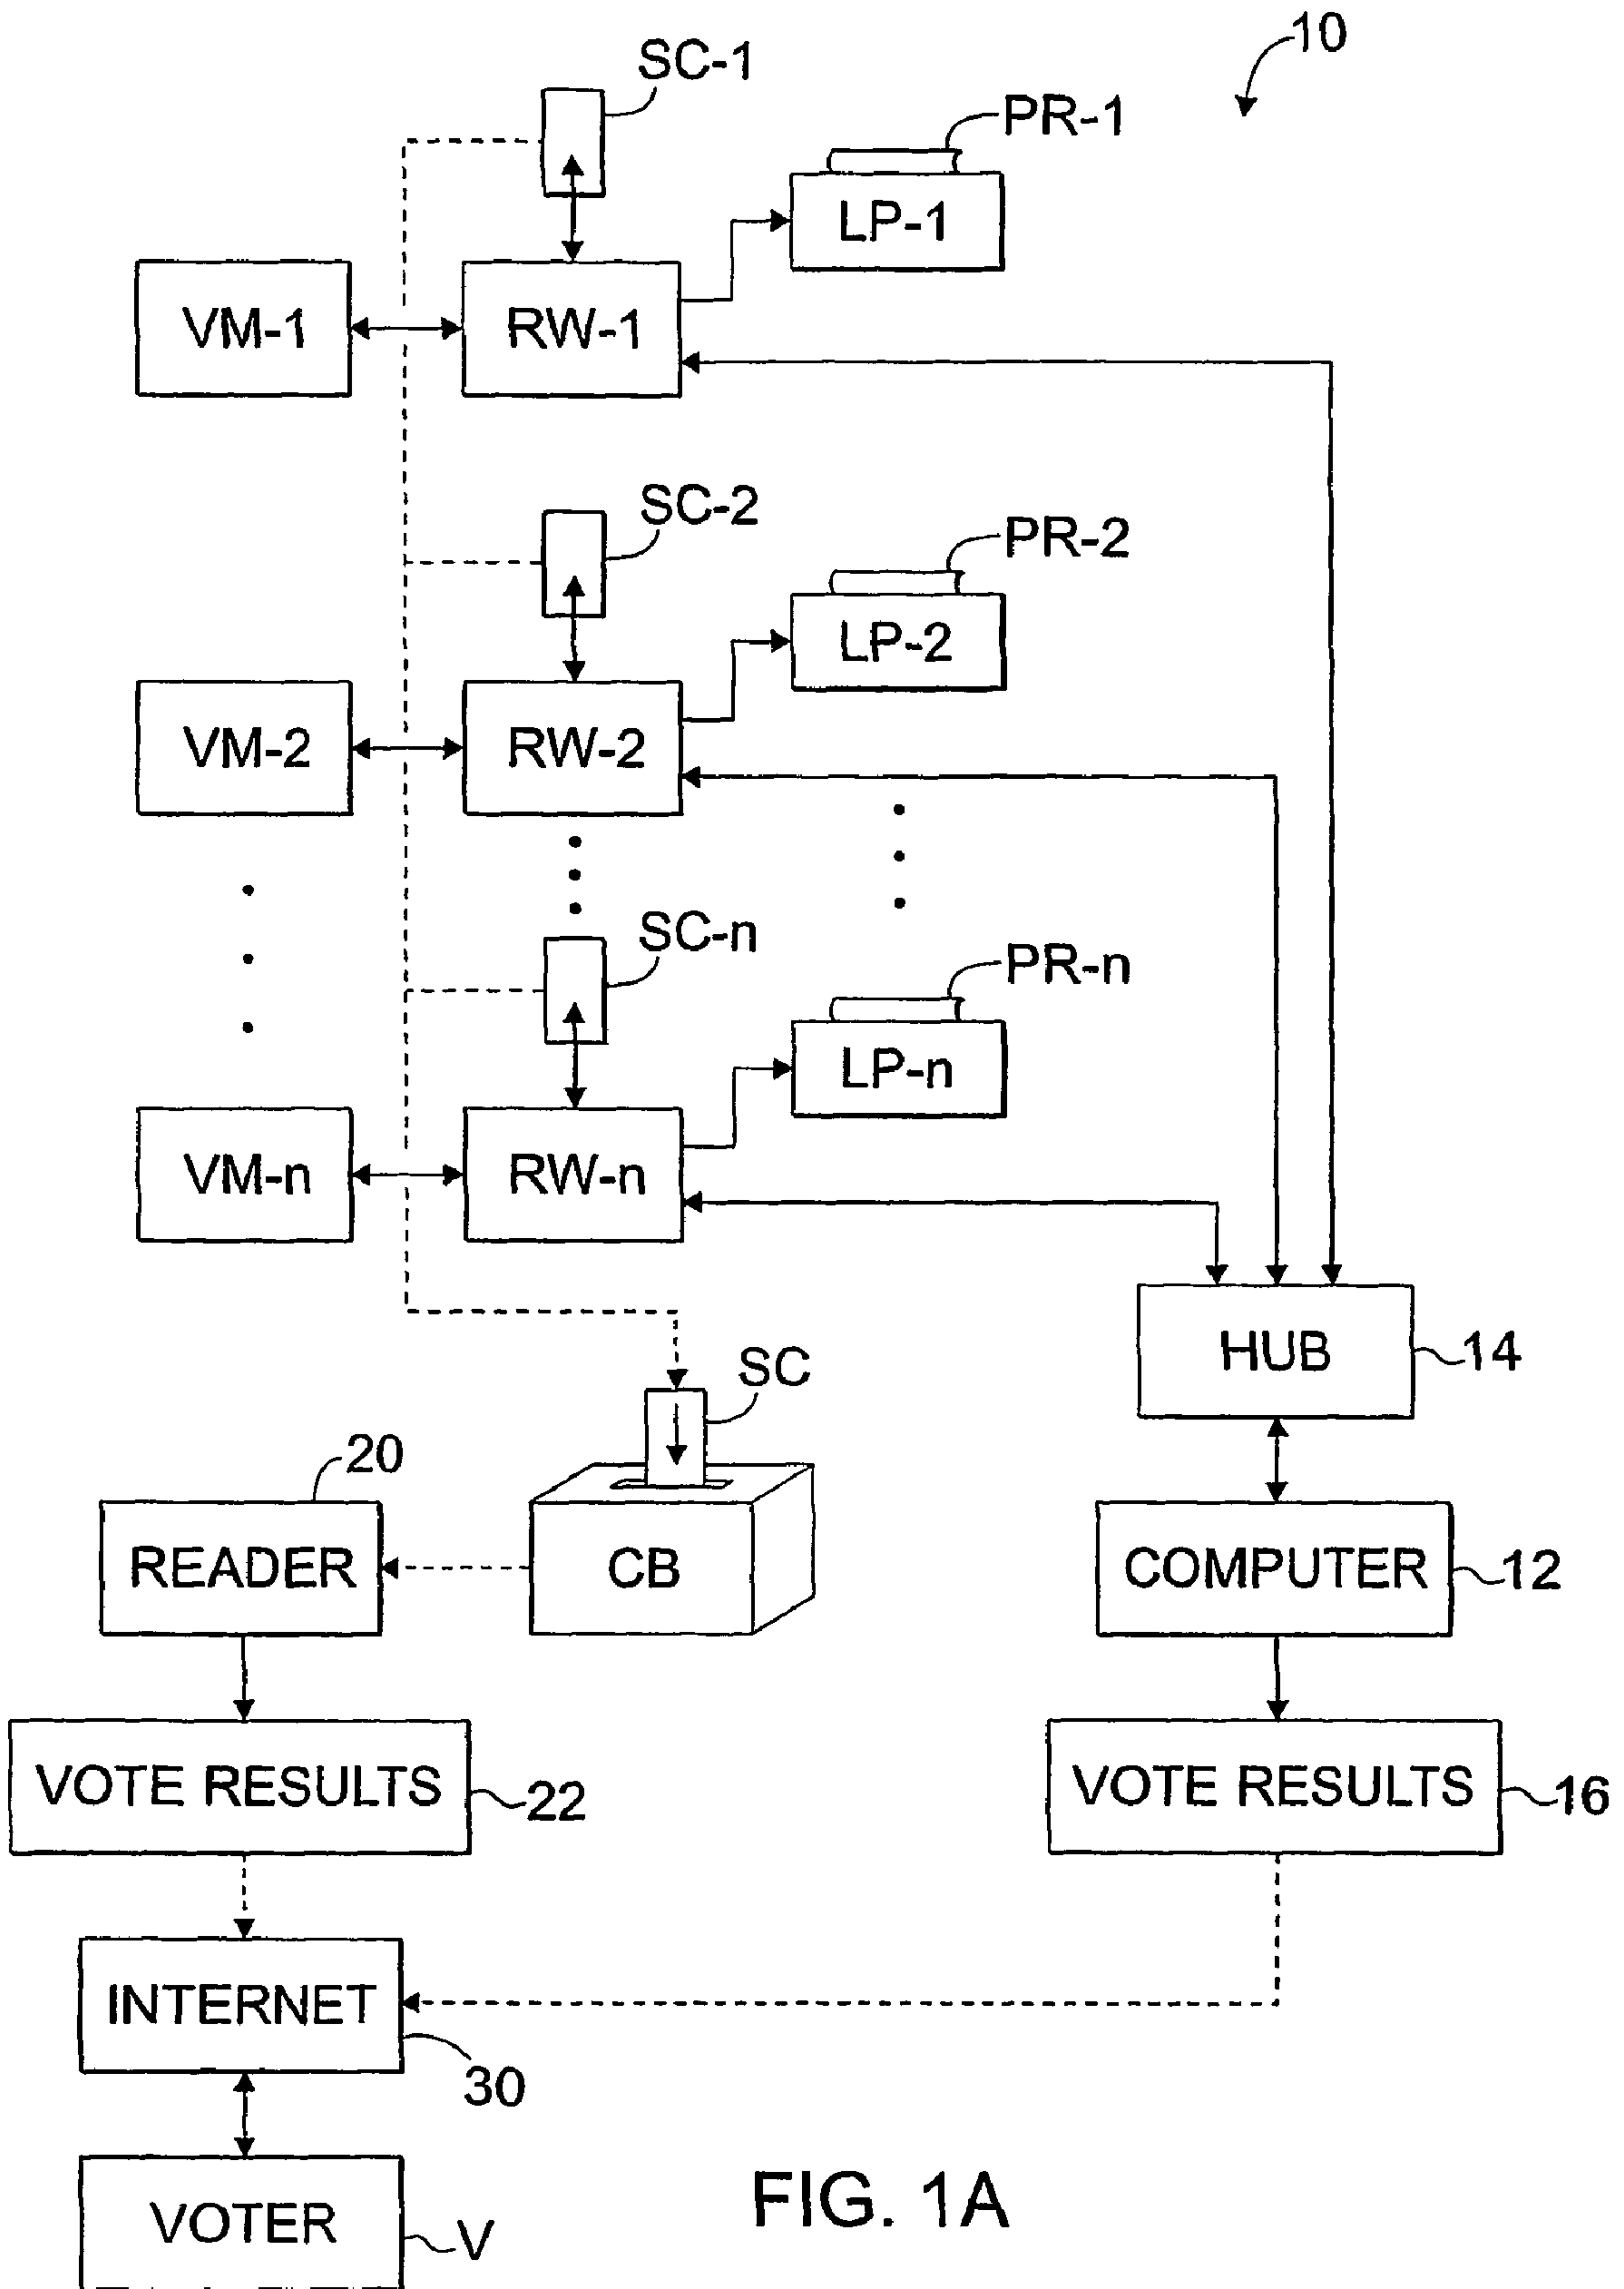 10
SC-1
PR-1
LP-1
VM-1
RW-1
SC-2
PR-2
LP-2
VM-2
RW-2
SC-n
PR-n
LP-n
VM-n
RW-n
HUB
14
SC
20
READER
CB
COMPUTER
12
VOTE RESULTS
22
VOTE RESULTS
16
INTERNET
30
VOTER
V
FIG. 1A